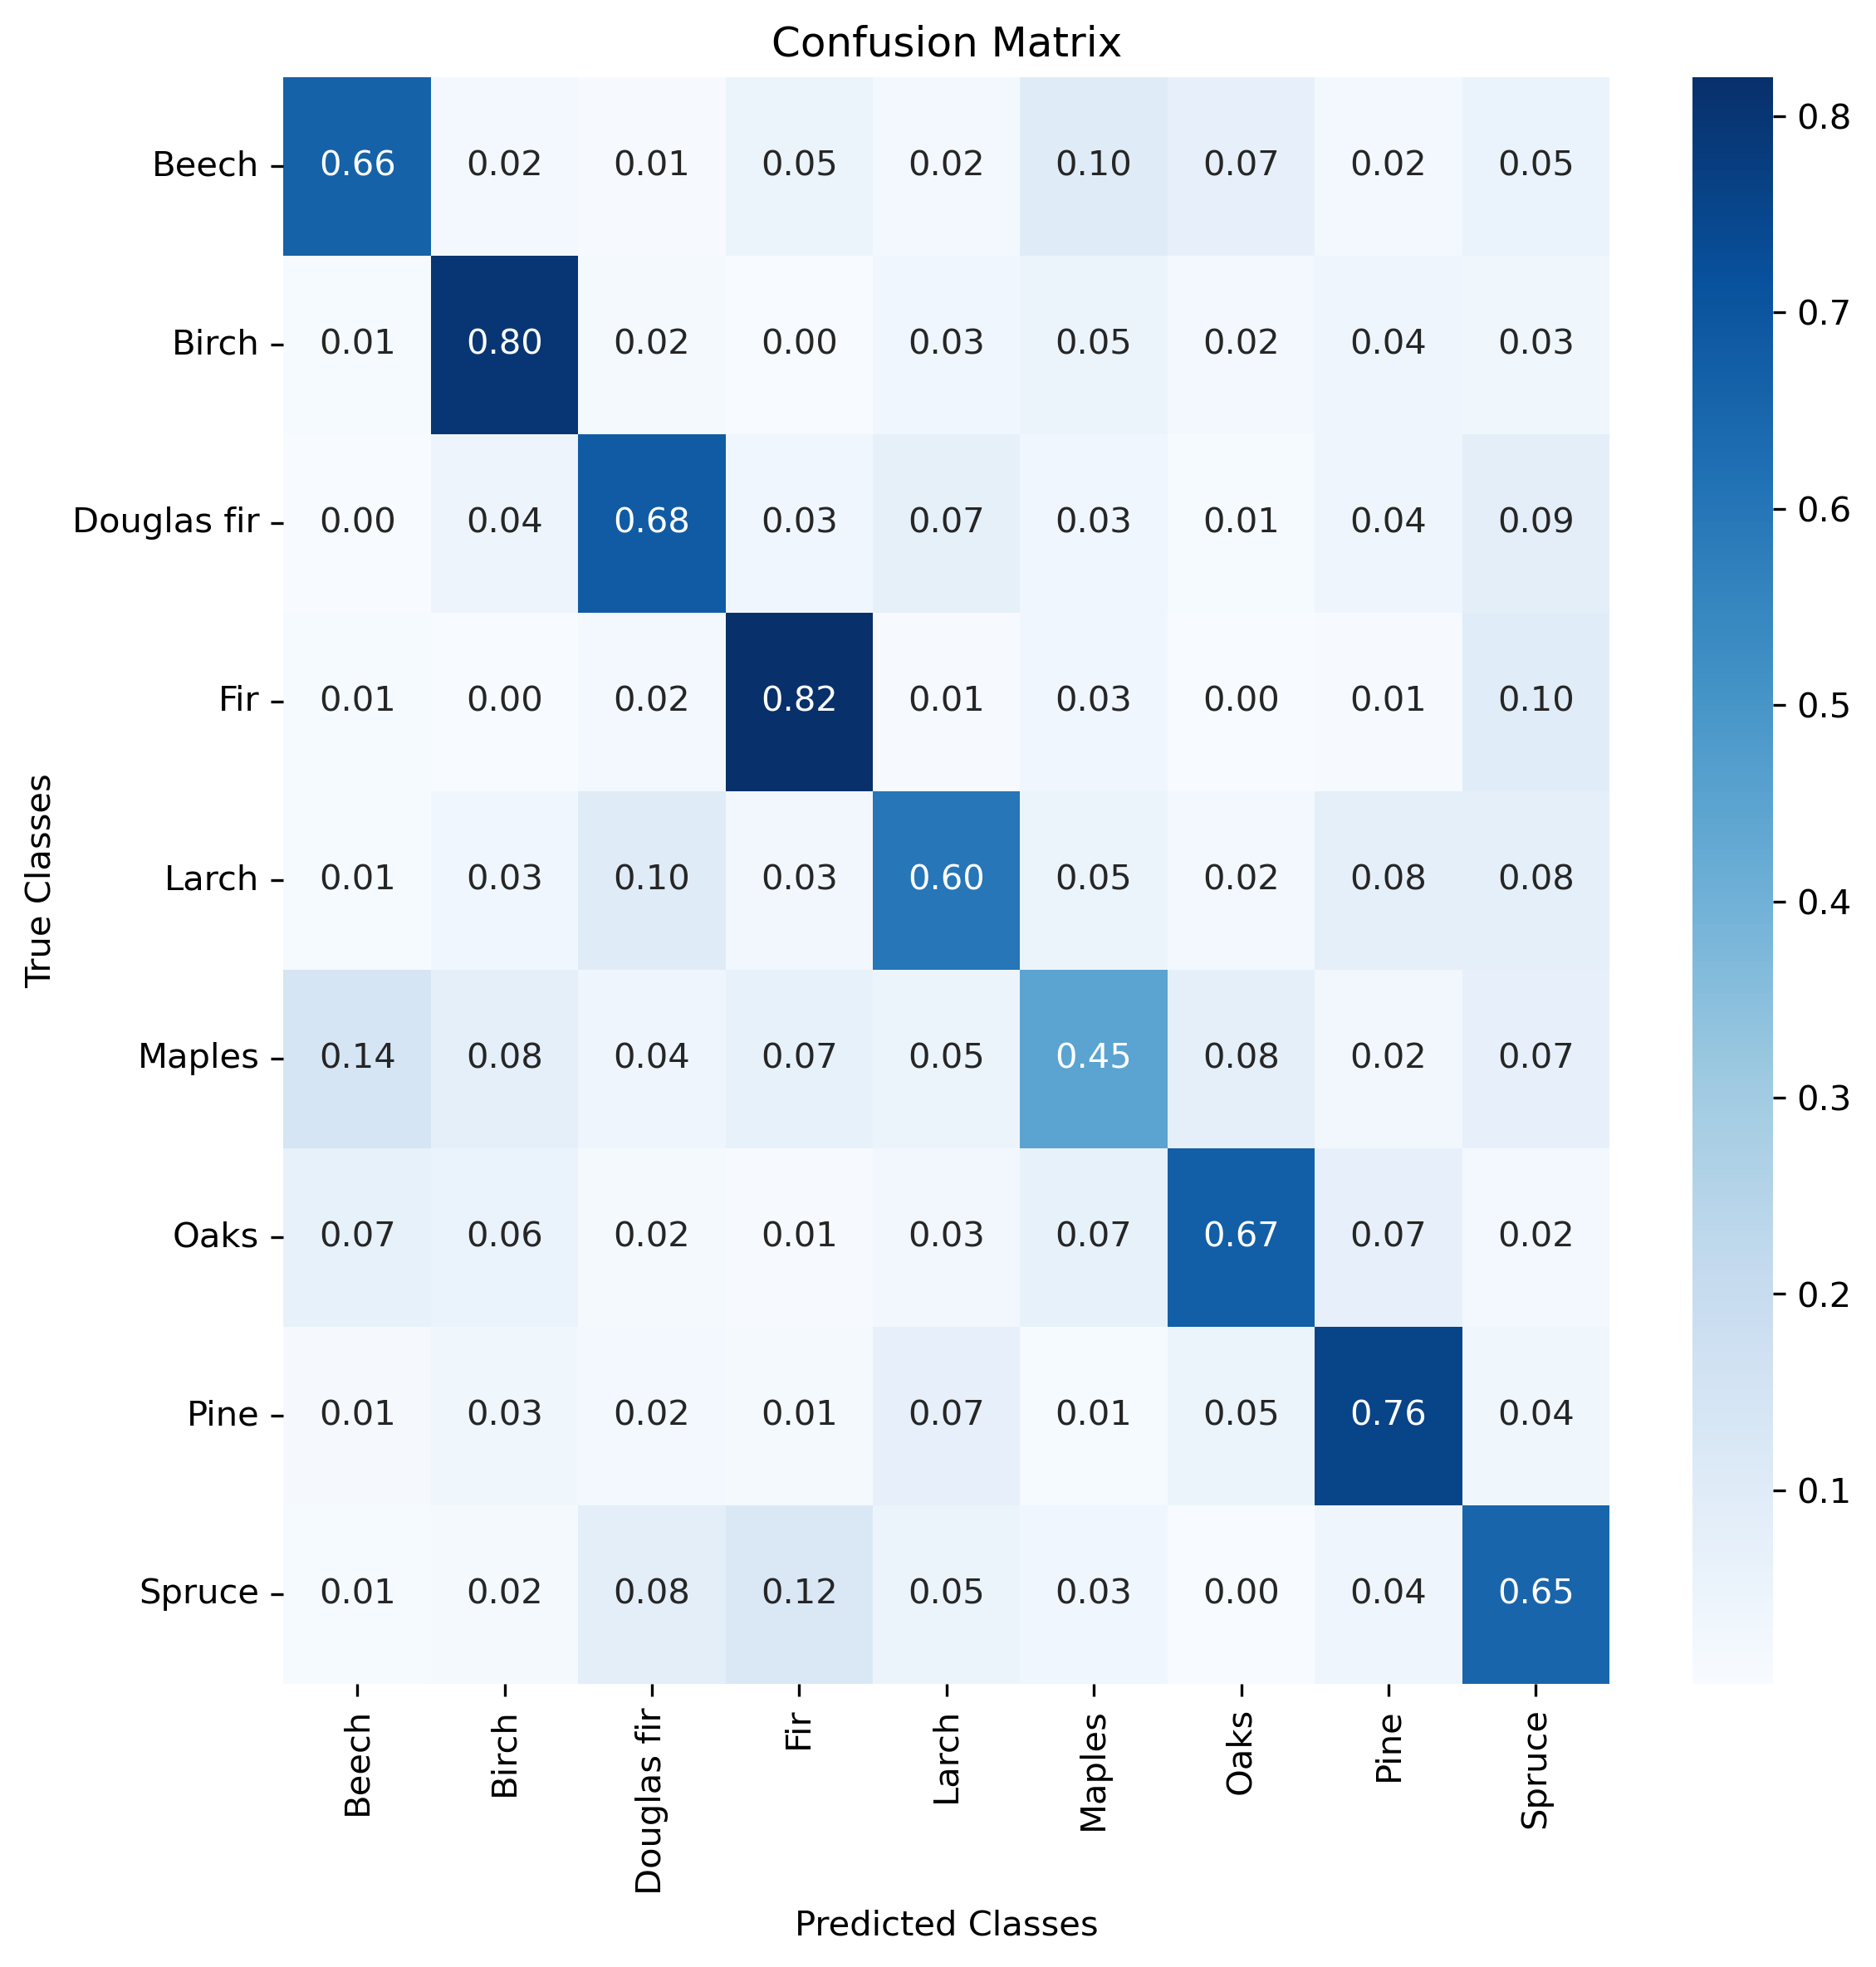 Confusion Matrix
True Classes
Beech 0.66 0.02 0.01 0.05 0.02 0.10 0.07 0.02 0.05
Birch 0.01 0.80 0.02 0.00 0.03 0.05 0.02 0.04 0.03
Douglas fir 0.00 0.04 0.68 0.03 0.07 0.03 0.01 0.04 0.09
Fir 0.01 0.00 0.02 0.82 0.01 0.03 0.00 0.01 0.10
Larch 0.01 0.03 0.10 0.03 0.60 0.05 0.02 0.08 0.08
Maples 0.14 0.08 0.04 0.07 0.05 0.45 0.08 0.02 0.07
Oaks 0.07 0.06 0.02 0.01 0.03 0.07 0.67 0.07 0.02
Pine 0.01 0.03 0.02 0.01 0.07 0.01 0.05 0.76 0.04
Spruce 0.01 0.02 0.08 0.12 0.05 0.03 0.00 0.04 0.65
Beech Birch Douglas fir Fir Larch Maples Oaks Pine Spruce
Predicted Classes
0.8
0.7
0.6
0.5
0.4
0.3
0.2
0.1